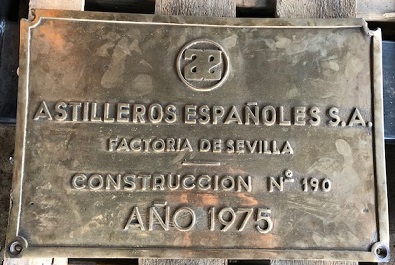 ASTILLEROS ESPAÑOLES S.A.
FACTORIA DE SEVILLA
CONSTRUCCION Nº 190
AÑO 1975